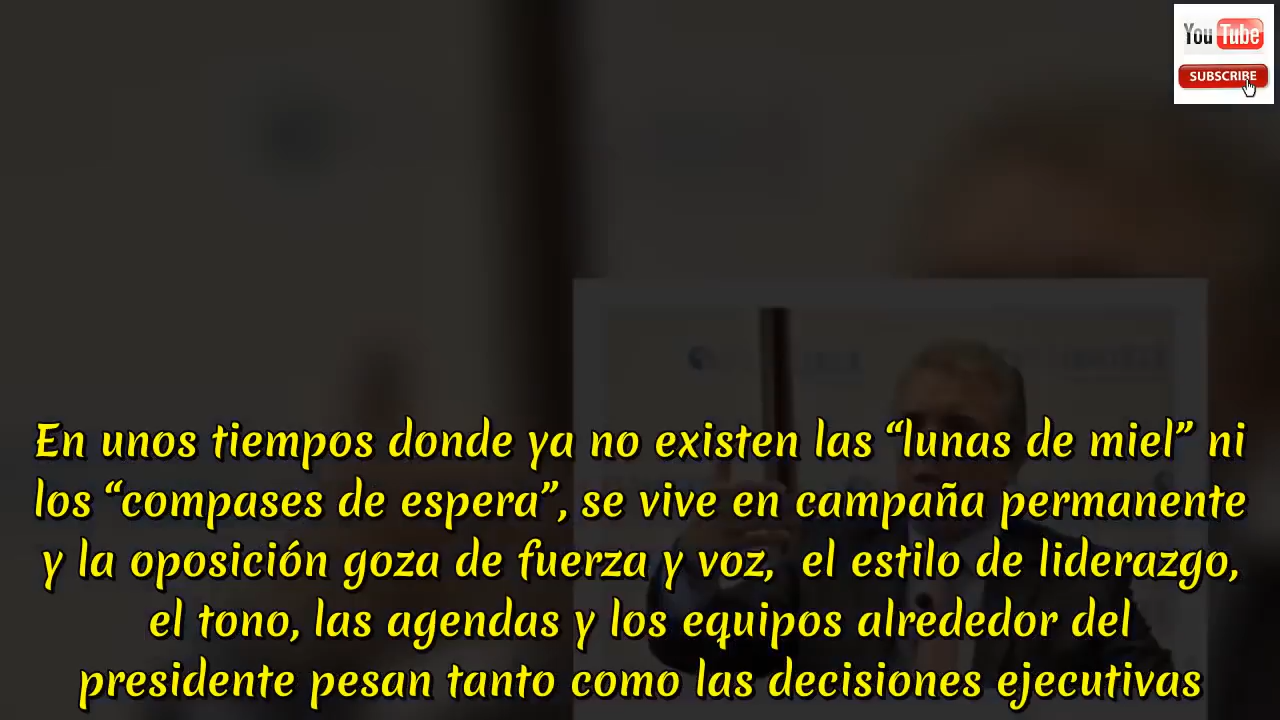 You Tube
SUBSCRIBE
En unos tiempos donde ya no existen las “lunas de miel” ni
los “compases de espera”, se vive en campaña permanente
y la oposición goza de fuerza y voz, el estilo de liderazgo,
el tono, las agendas y los equipos alrededor del
presidente pesan tanto como las decisiones ejecutivas